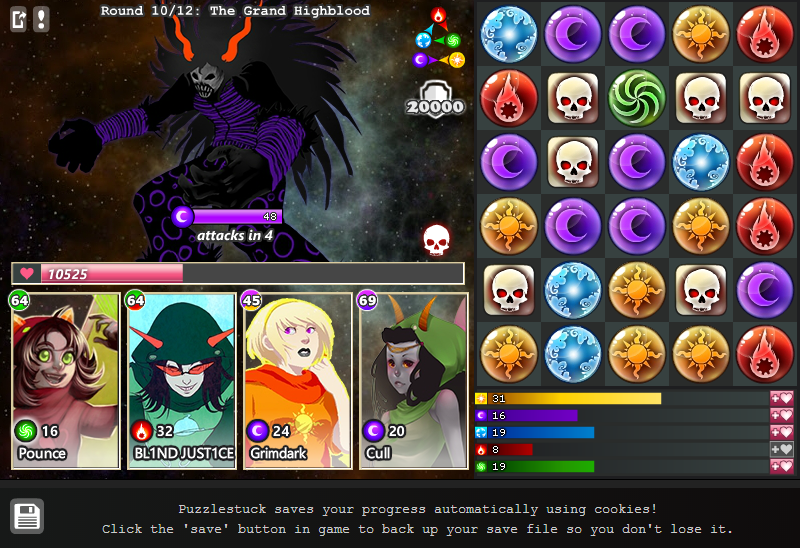 Round 10/12: The Grand Highblood
20000
48
attacks in 4
10525
64
64
45
69
16
Pounce
32
BL1ND JUST1CE
24
Grimdark
20
Cull
31
16
19
8
19
Puzzlestuck saves your progress automatically using cookies!
Click the 'save' button in game to back up your save file so you don't lose it.